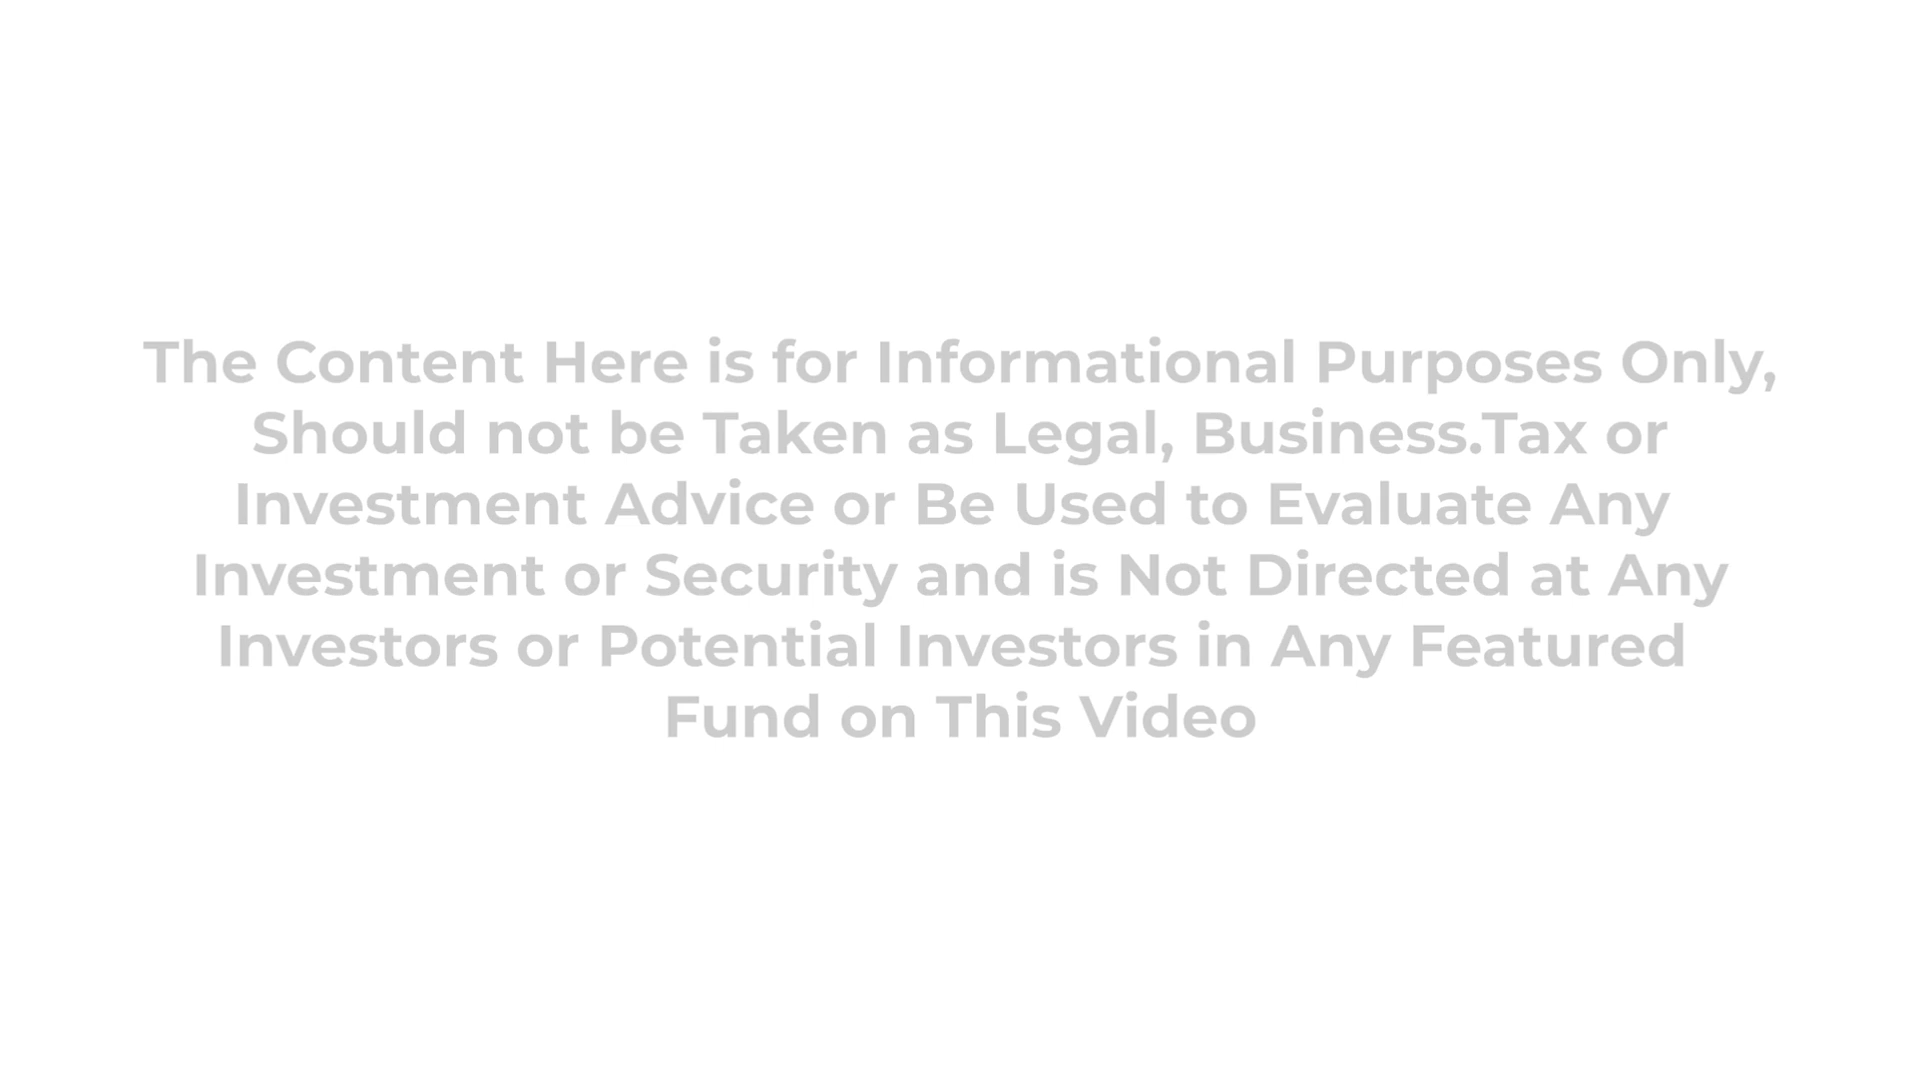 The Content Here is for Informational Purposes Only,
Should not be Taken as Legal, Business.Tax or
Investment Advice or Be Used to Evaluate Any
Investment or Security and is Not Directed at Any
Investors or Potential Investors in Any Featured
Fund on This Video